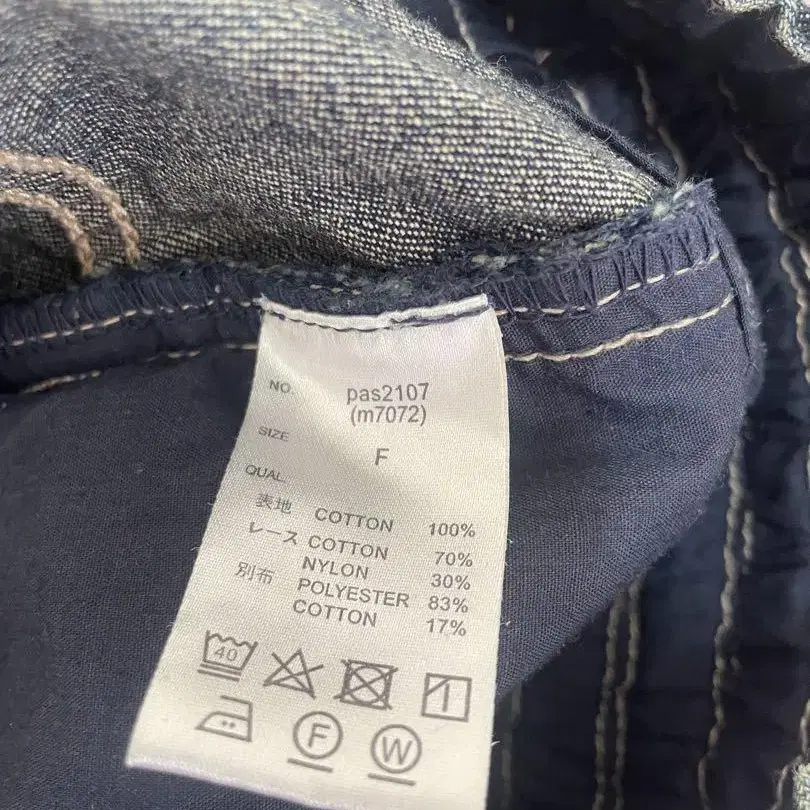 NO. pas2107
(m7072)
SIZE F
QUAL.
表地 COTTON 100%
レース COTTON 70%
NYLON 30%
別布 POLYESTER 83%
COTTON 17%
40
F W